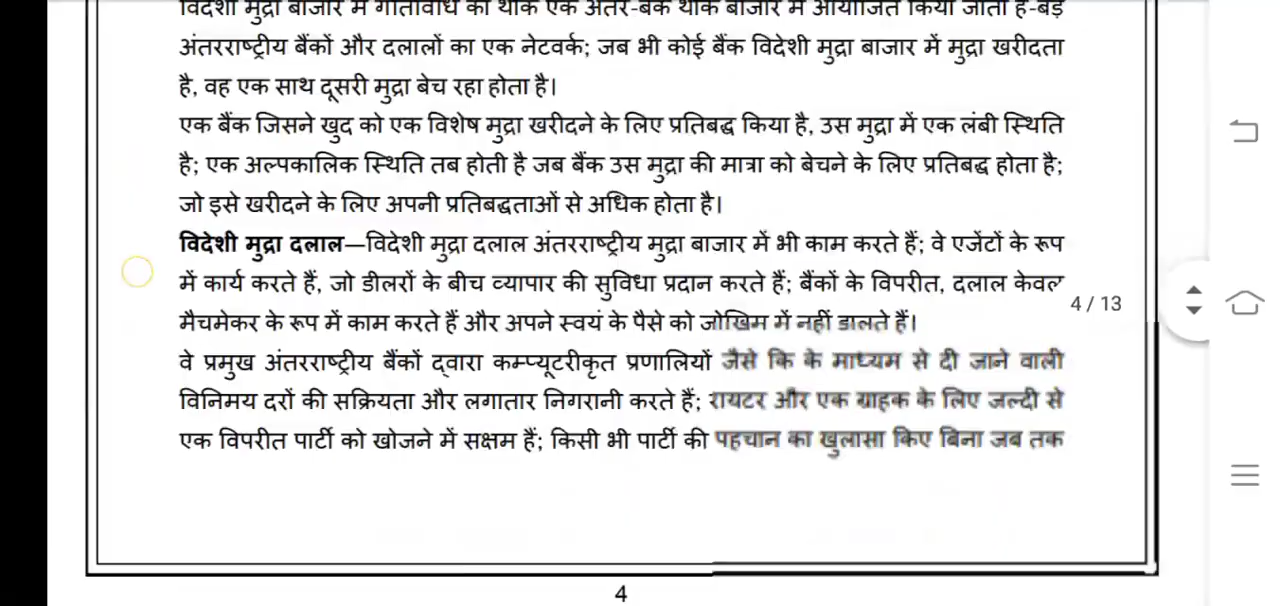 विदेशी मुद्रा बाजार में गतिविधि का थोक एक अंतर-बैंक थोक बाजार में आयोजित किया जाता है-बड़े
अंतरराष्ट्रीय बैंकों और दलालों का एक नेटवर्क; जब भी कोई बैंक विदेशी मुद्रा बाजार में मुद्रा खरीदता
है, वह एक साथ दूसरी मुद्रा बेच रहा होता है।
एक बैंक जिसने खुद को एक विशेष मुद्रा खरीदने के लिए प्रतिबद्ध किया है, उस मुद्रा में एक लंबी स्थिति
है; एक अल्पकालिक स्थिति तब होती है जब बैंक उस मुद्रा की मात्रा को बेचने के लिए प्रतिबद्ध होता है;
जो इसे खरीदने के लिए अपनी प्रतिबद्धताओं से अधिक होता है।
विदेशी मुद्रा दलाल—विदेशी मुद्रा दलाल अंतरराष्ट्रीय मुद्रा बाजार में भी काम करते हैं; वे एजेंटों के रूप
में कार्य करते हैं, जो डीलरों के बीच व्यापार की सुविधा प्रदान करते हैं; बैंकों के विपरीत, दलाल केवल
मैचमेकर के रूप में काम करते हैं और अपने स्वयं के पैसे को जोखिम में नहीं डालते हैं।
4 / 13
वे प्रमुख अंतरराष्ट्रीय बैंकों द्वारा कम्प्यूटरीकृत प्रणालियों जैसे कि के माध्यम से दी जाने वाली
विनिमय दरों की सक्रियता और लगातार निगरानी करते हैं; रायटर और एक ग्राहक के लिए जल्दी से
एक विपरीत पार्टी को खोजने में सक्षम हैं; किसी भी पार्टी की पहचान का खुलासा किए बिना जब तक
4